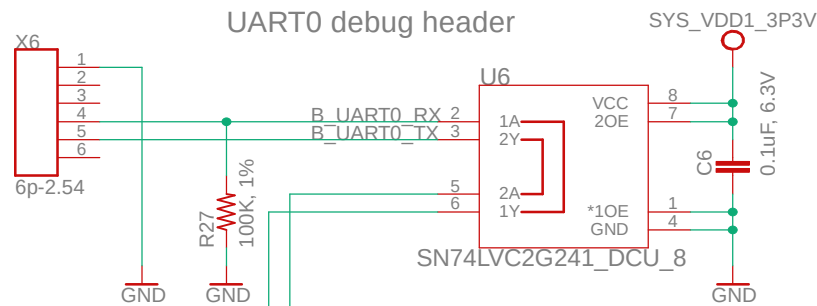 UART0 debug header
SYS_VDD1_3P3V
X6
1
2
3
4
5
6
6p-2.54
B_UART0_RX
B_UART0_TX
R27
100K, 1%
GND
GND
U6
2
3
5
6
1A
2Y
2A
1Y
VCC
2OE
*1OE
GND
8
7
1
4
SN74LVC2G241_DCU_8
C6
0.1uF, 6.3V
GND